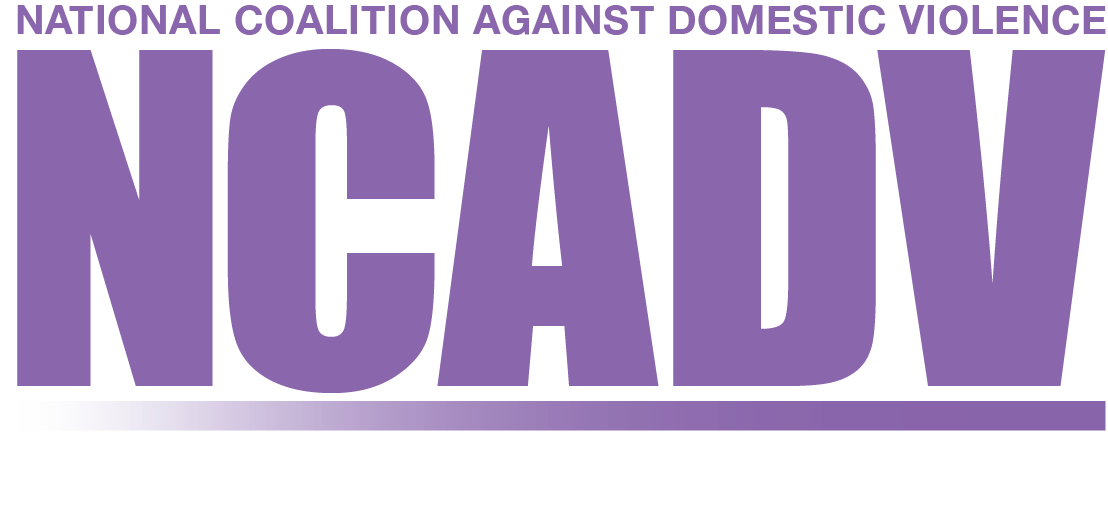 NATIONAL COALITION AGAINST DOMESTIC VIOLENCE
NCADV